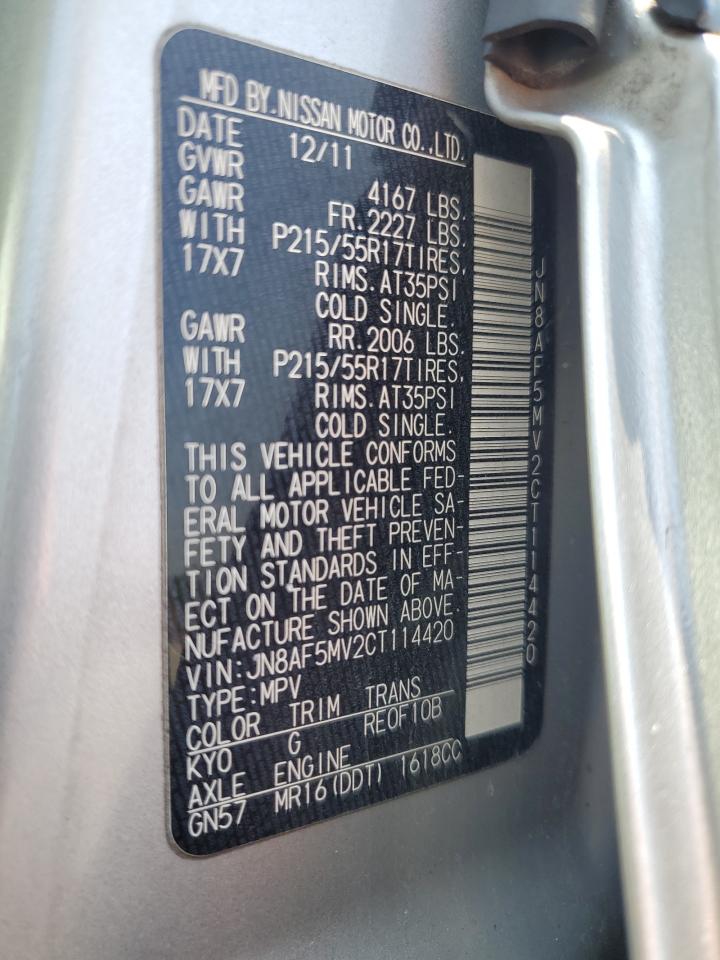 MFD BY.NISSAN MOTOR CO.,LTD.
DATE 12/11
GVWR 4167 LBS.
GAWR FR.2227 LBS.
WITH P215/55R17TIRES,
17X7 RIMS.AT35PSI
COLD SINGLE.
GAWR RR.2006 LBS.
WITH P215/55R17TIRES,
17X7 RIMS.AT35PSI
COLD SINGLE.
THIS VEHICLE CONFORMS
TO ALL APPLICABLE FED-
ERAL MOTOR VEHICLE SA-
FETY AND THEFT PREVEN-
TION STANDARDS IN EFF-
ECT ON THE DATE OF MA-
NUFACTURE SHOWN ABOVE.
VIN:JN8AF5MV2CT114420
TYPE:MPV
COLOR TRIM TRANS
KYO G RE0F10B
AXLE ENGINE
GN57 MR16(DDT) 1618CC
JN8AF5MV2CT114420